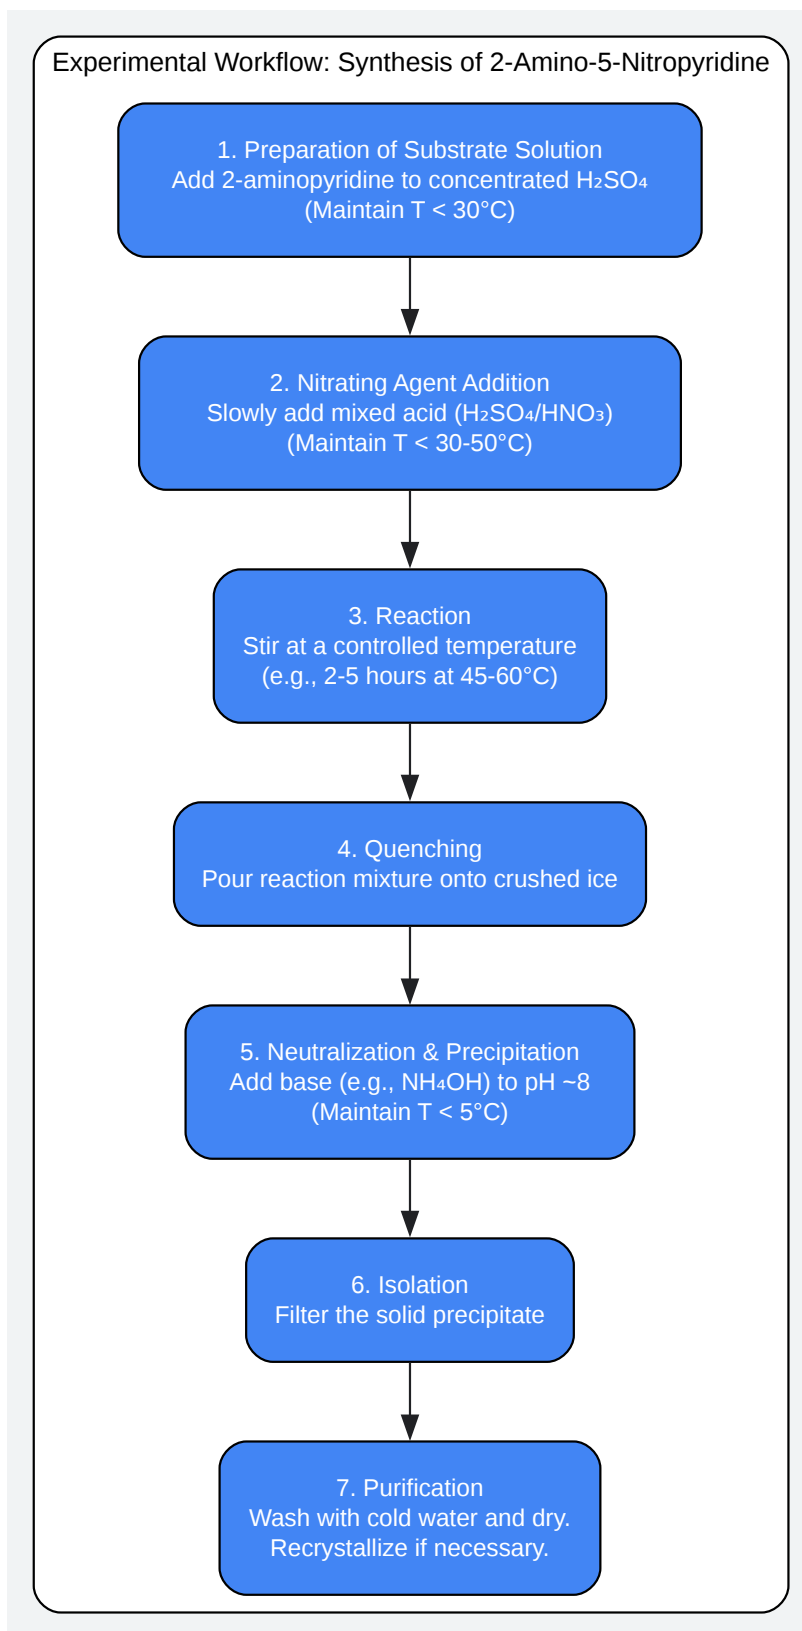 Experimental Workflow: Synthesis of 2-Amino-5-Nitropyridine
1. Preparation of Substrate Solution
Add 2-aminopyridine to concentrated H₂SO₄
(Maintain T < 30°C)
2. Nitrating Agent Addition
Slowly add mixed acid (H₂SO₄/HNO₃)
(Maintain T < 30-50°C)
3. Reaction
Stir at a controlled temperature
(e.g., 2-5 hours at 45-60°C)
4. Quenching
Pour reaction mixture onto crushed ice
5. Neutralization & Precipitation
Add base (e.g., NH₄OH) to pH ~8
(Maintain T < 5°C)
6. Isolation
Filter the solid precipitate
7. Purification
Wash with cold water and dry.
Recrystallize if necessary.